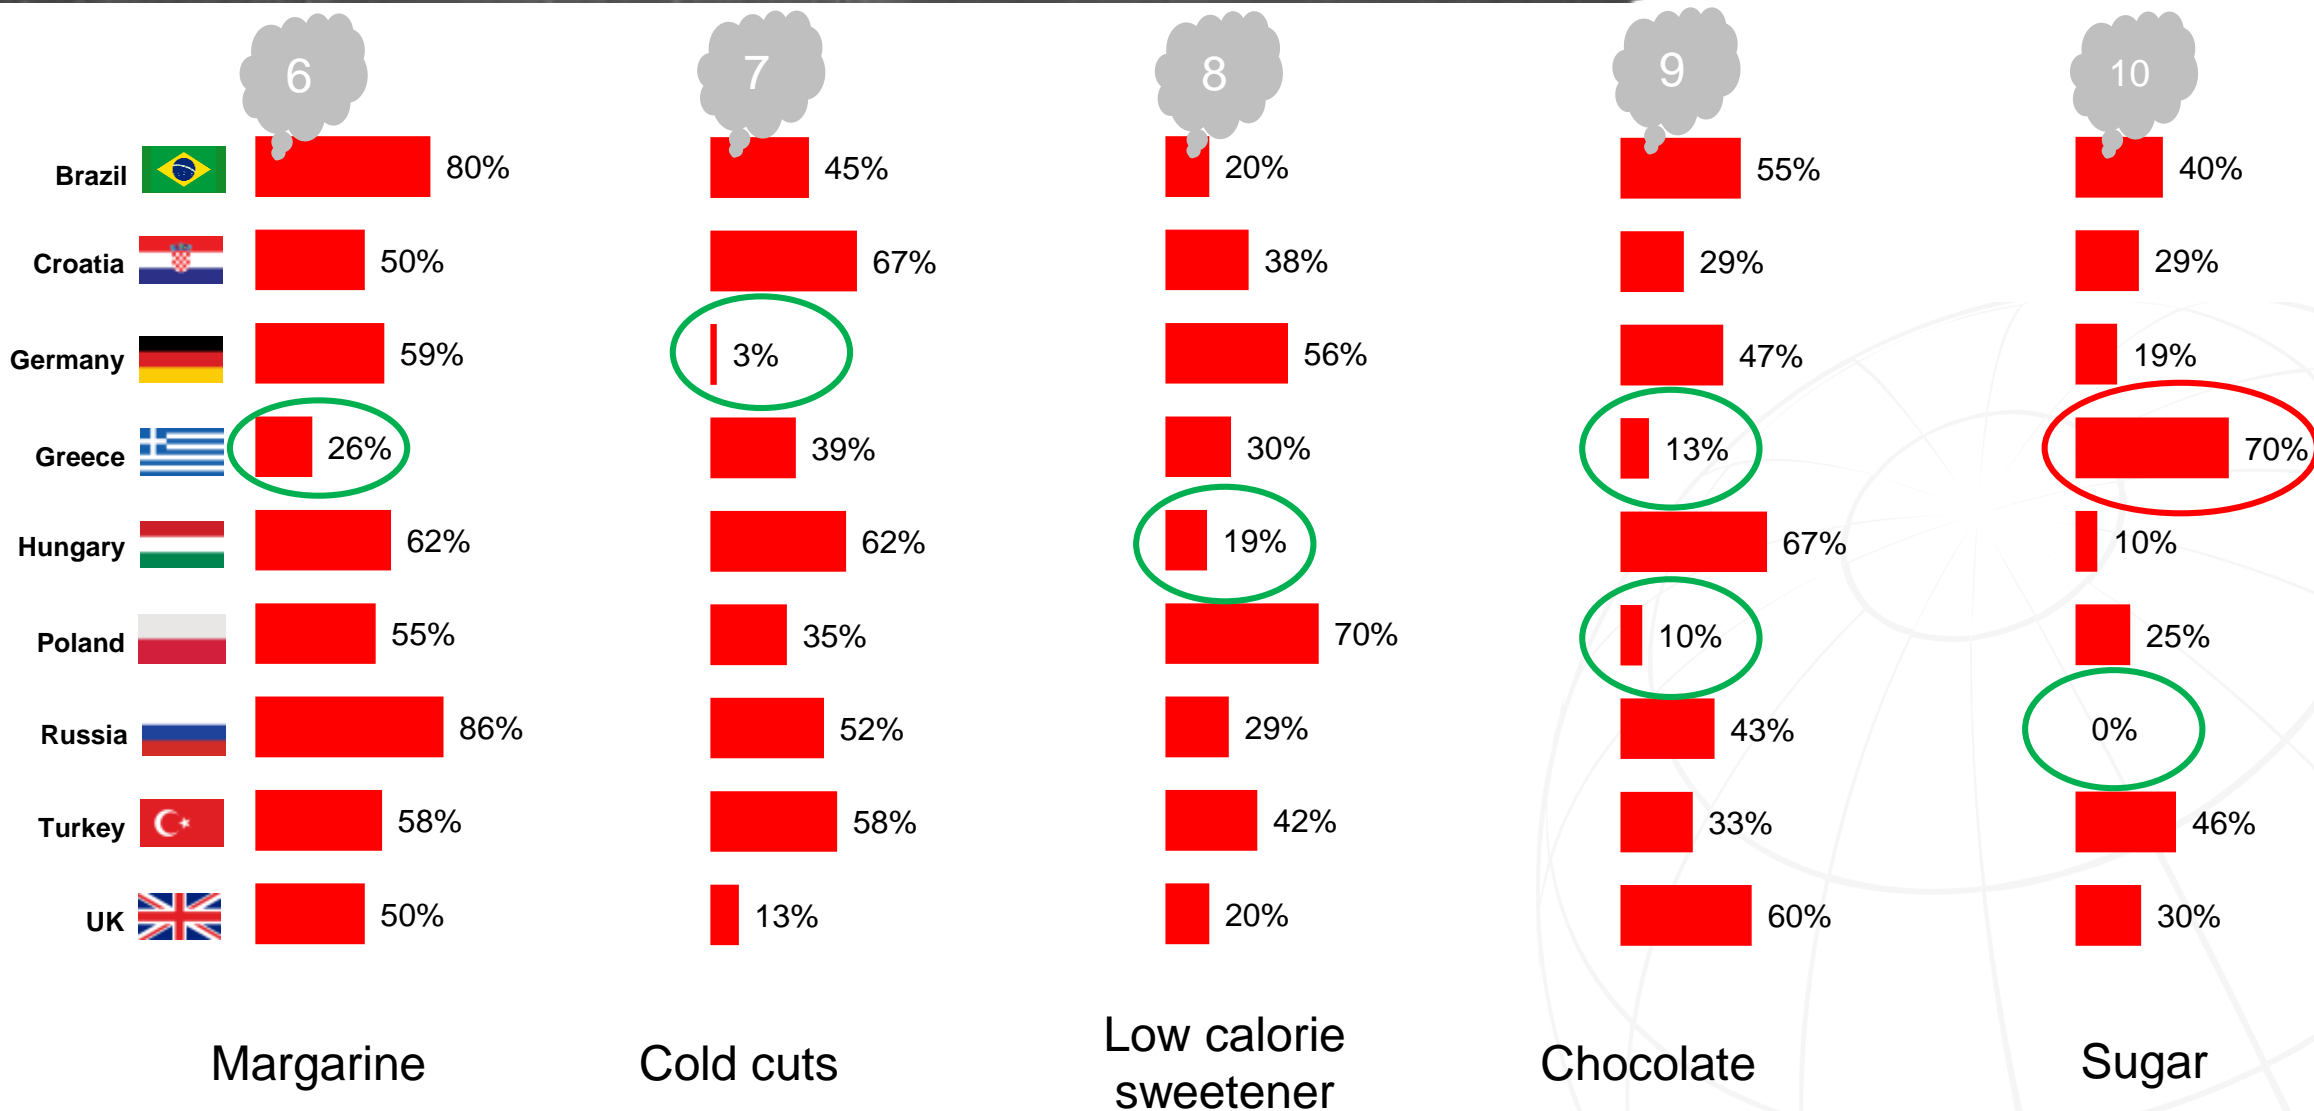 6 7 8 9 10
Brazil 80% 45% 20% 55% 40%
Croatia 50% 67% 38% 29% 29%
Germany 59% 3% 56% 47% 19%
Greece 26% 39% 30% 13% 70%
Hungary 62% 62% 19% 67% 10%
Poland 55% 35% 70% 10% 25%
Russia 86% 52% 29% 43% 0%
Turkey 58% 58% 42% 33% 46%
UK 50% 13% 20% 60% 30%
Margarine
Cold cuts
Low calorie
sweetener
Chocolate
Sugar